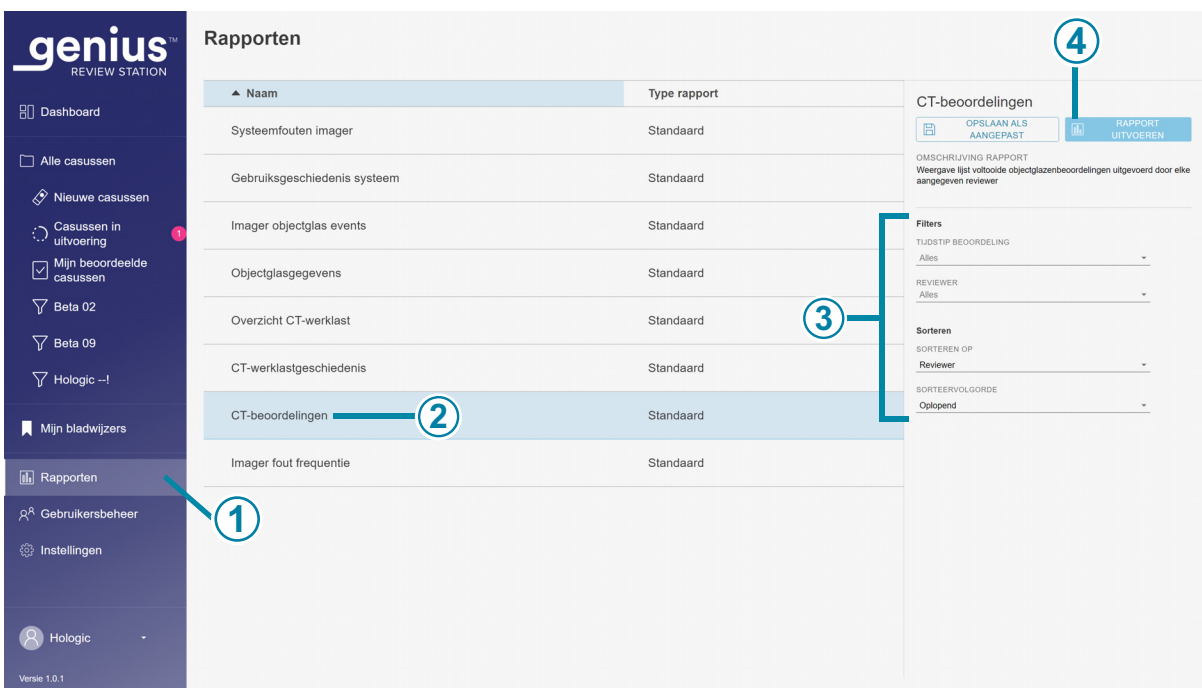 genius™
REVIEW STATION
Dashboard
Alle casussen
Nieuwe casussen
Casussen in
uitvoering
1
Mijn beoordeelde
casussen
Beta 02
Beta 09
Hologic --!
Mijn bladwijzers
Rapporten
Gebruikersbeheer
Instellingen
Hologic
Versie 1.0.1
Rapporten
Naam Type rapport
Systeemfouten imager Standaard
Gebruiksgeschiedenis systeem Standaard
Imager objectglas events Standaard
Objectglasgegevens Standaard
Overzicht CT-werklast Standaard
CT-werklastgeschiedenis Standaard
CT-beoordelingen Standaard
Imager fout frequentie Standaard
1
2
3
4
CT-beoordelingen
OPSLAAN ALS
AANGEPAST
RAPPORT
UITVOEREN
OMSCHRIJVING RAPPORT
Weergave lijst voltooide objectglazenbeoordelingen uitgevoerd door elke
aangegeven reviewer
Filters
TIJDSTIP BEOORDELING
Alles
REVIEWER
Alles
Sorteren
SORTEREN OP
Reviewer
SORTEERVOLGORDE
Oplopend